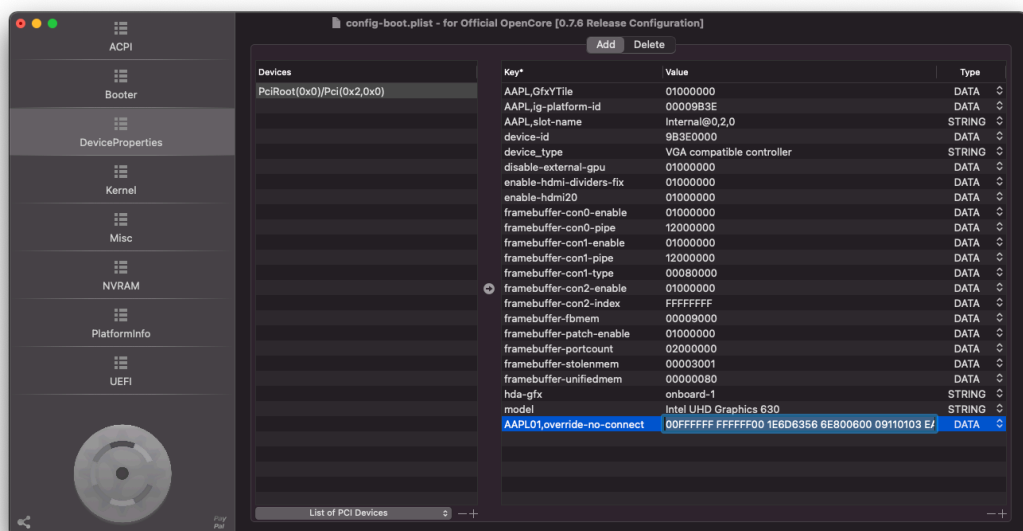 config-boot.plist - for Official OpenCore [0.7.6 Release Configuration]
ACPI
Booter
DeviceProperties
Kernel
Misc
NVRAM
PlatformInfo
UEFI
Pay
Pal
Add Delete
Devices
PciRoot(0x0)/Pci(0x2,0x0)
List of PCI Devices
Key* Value Type
AAPL,GfxYTile 01000000 DATA
AAPL,ig-platform-id 00009B3E DATA
AAPL,slot-name Internal@0,2,0 STRING
device-id 9B3E0000 DATA
device_type VGA compatible controller STRING
disable-external-gpu 01000000 DATA
enable-hdmi-dividers-fix 01000000 DATA
enable-hdmi20 01000000 DATA
framebuffer-con0-enable 01000000 DATA
framebuffer-con0-pipe 12000000 DATA
framebuffer-con1-enable 01000000 DATA
framebuffer-con1-pipe 12000000 DATA
framebuffer-con1-type 00080000 DATA
framebuffer-con2-enable 01000000 DATA
framebuffer-con2-index FFFFFFFF DATA
framebuffer-fbmem 00009000 DATA
framebuffer-patch-enable 01000000 DATA
framebuffer-portcount 02000000 DATA
framebuffer-stolenmem 00003001 DATA
framebuffer-unifiedmem 00000080 DATA
hda-gfx onboard-1 STRING
model Intel UHD Graphics 630 STRING
AAPL01,override-no-connect 00FFFFFF FFFFFF00 1E6D6356 6E800600 09110103 EA DATA